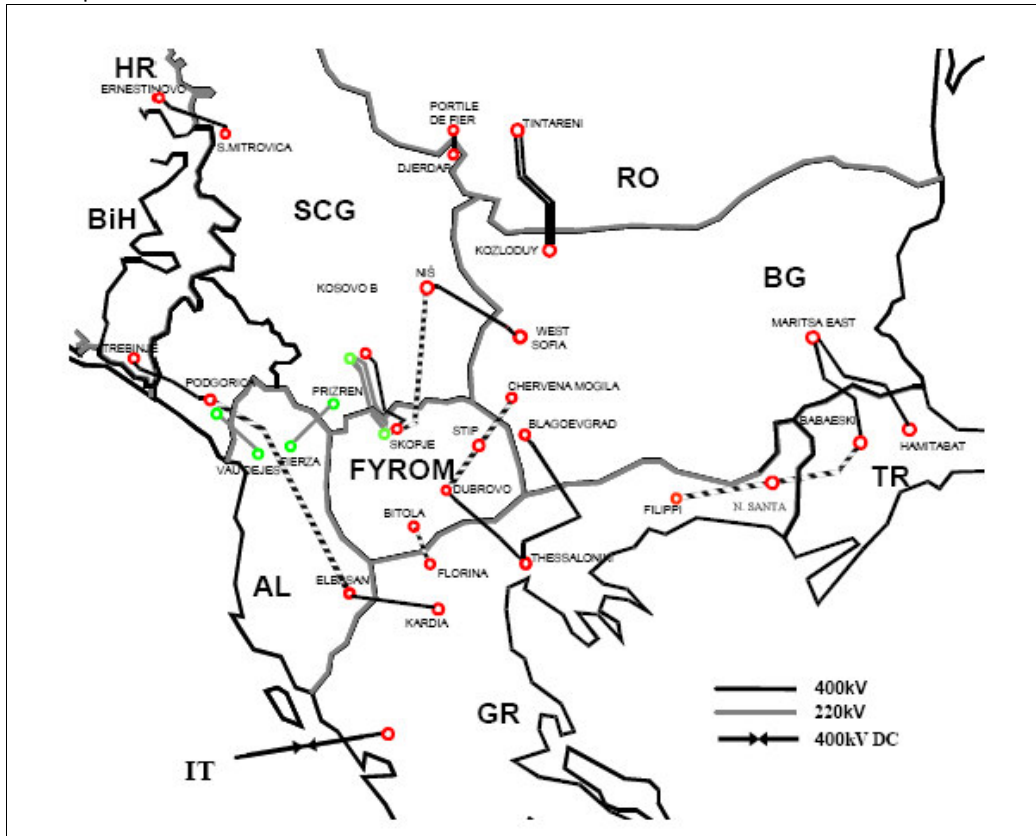 HR
ERNESTINOVO
S.MITROVICA
PORTILE
DE FIER
TINTARENI
DJERDAP
RO
SCG
BiH
KOZLODUY
NIŠ
KOSOVO B
BG
WEST
SOFIA
MARITSA EAST
TREBINJE
PODGORICA
PRIZREN
CHERVENA MOGILA
BLAGOEVGRAD
BABAESKI
HAMITABAT
SKOPJE
STIP
VAU DEJES
FIERZA
FYROM
TR
DUBROVO
FILIPPI
N. SANTA
BITOLA
THESSALONIKI
FLORINA
ELBASAN
AL
KARDIA
400kV
GR
220kV
400kV DC
IT